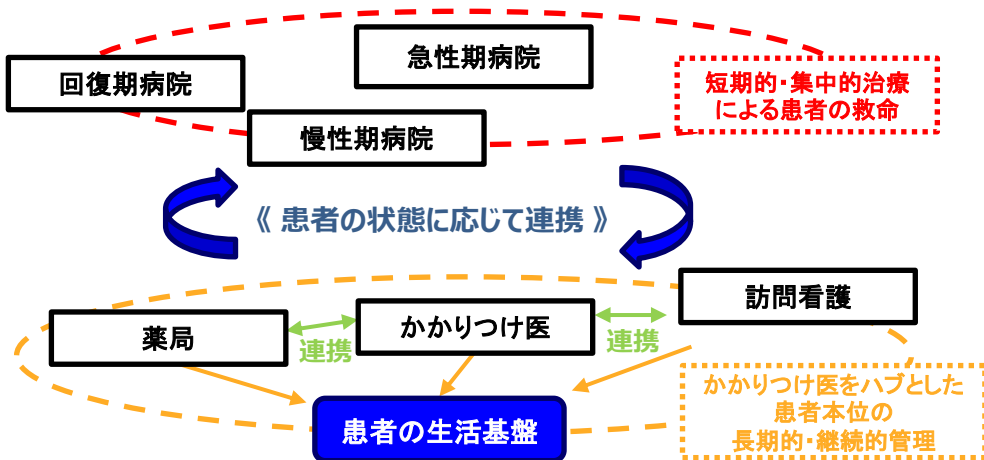 急性期病院
回復期病院
短期的・集中的治療
による患者の救命
慢性期病院
《 患者の状態に応じて連携 》
訪問看護
薬局
かかりつけ医
連携
連携
かかりつけ医をハブとした
患者本位の
長期的・継続的管理
患者の生活基盤